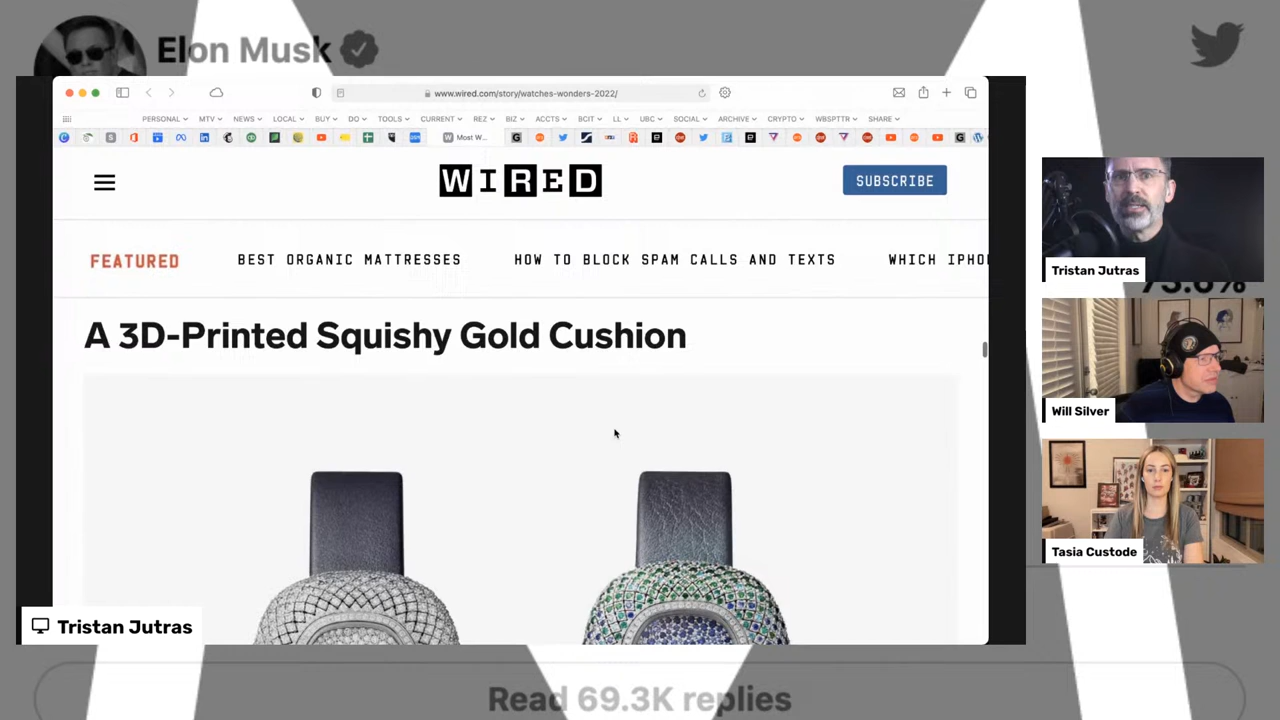 Elon Musk
www.wired.com/story/watches-wonders-2022/
PERSONAL MTV NEWS LOCAL BUY DO TOOLS CURRENT REZ BIZ ACCTS BCIT LL UBC SOCIAL ARCHIVE CRYPTO WBSPTTR SHARE
Most W...
WIRED
SUBSCRIBE
FEATURED
BEST ORGANIC MATTRESSES
HOW TO BLOCK SPAM CALLS AND TEXTS
WHICH IPHO
A 3D-Printed Squishy Gold Cushion
Tristan Jutras
Tristan Jutras
Will Silver
Tasia Custode
Read 69.3K replies